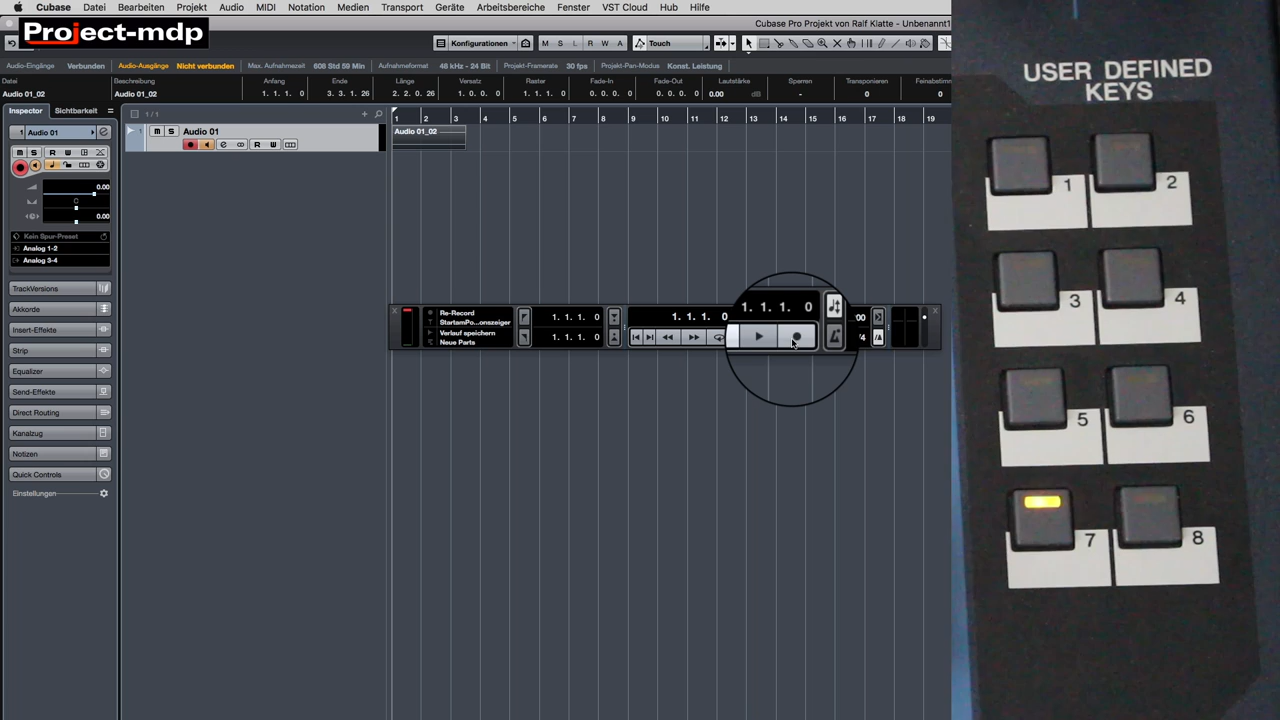 Cubase Datei Bearbeiten Projekt Audio MIDI Notation Medien Transport Geräte Arbeitsbereiche Fenster VST Cloud Hub Hilfe
Project-mdp
Cubase Pro Projekt von Ralf Klatte - Unbenannt1
Konfigurationen M S L R W A Touch
Audio-Eingänge Verbunden Audio-Ausgänge Nicht verbunden Max. Aufnahmezeit 608 Std 59 Min Aufnahmeformat 48 kHz - 24 Bit Projekt-Framerate 30 fps Projekt-Pan-Modus Konst. Leistung
Datei Beschreibung Anfang Ende Länge Versatz Raster Fade-In Fade-Out Lautstärke Sperren Transponieren Feinabstim
Audio 01_02 Audio 01_02 1. 1. 1. 0 3. 3. 1. 26 2. 2. 0. 26 1. 0. 0. 0 1. 1. 1. 0 0. 0. 0. 0 0. 0. 0. 0 0.00 - 0 0
Inspector Sichtbarkeit 1 / 1
1 2 3 4 5 6 7 8 9 10 11 12 13 14 15 16 17 18 19
1 Audio 01 e
1 M S Audio 01
Audio 01_02
R W
M S R W
0.00
C
0.00
Kein Spur-Preset
Analog 1-2
Analog 3-4
TrackVersions
Akkorde
Insert-Effekte
Strip
Equalizer
Send-Effekte
Direct Routing
Kanalzug
Notizen
Quick Controls
Einstellungen
Re-Record
StartamPo...onszeiger
Verlauf speichern
Neue Parts
1. 1. 1. 0
1. 1. 1. 0
1. 1. 1. 0
1. 1. 1. 0
USER DEFINED
KEYS
1 2
3 4
5 6
7 8